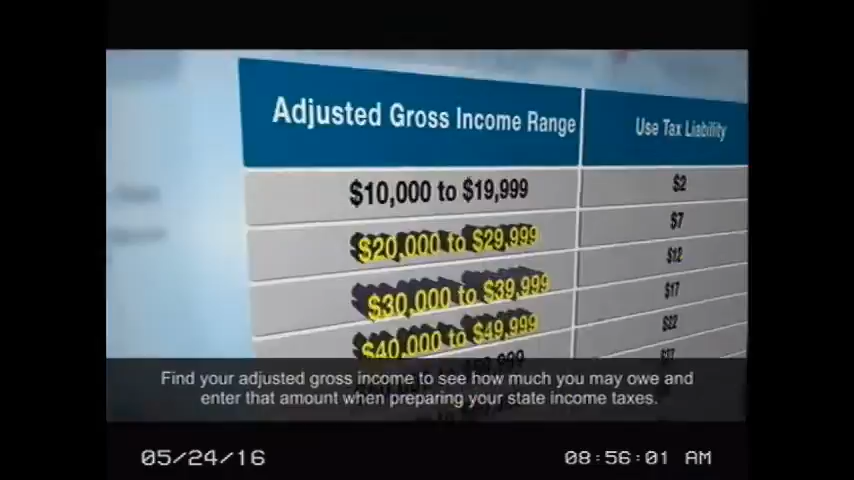 Adjusted Gross Income Range Use Tax Liability
$10,000 to $19,999 $2
$20,000 to $29,999 $7
$30,000 to $39,999 $12
$40,000 to $49,999 $17
$22
Find your adjusted gross income to see how much you may owe and
enter that amount when preparing your state income taxes.
05/24/16 08:56:01 AM